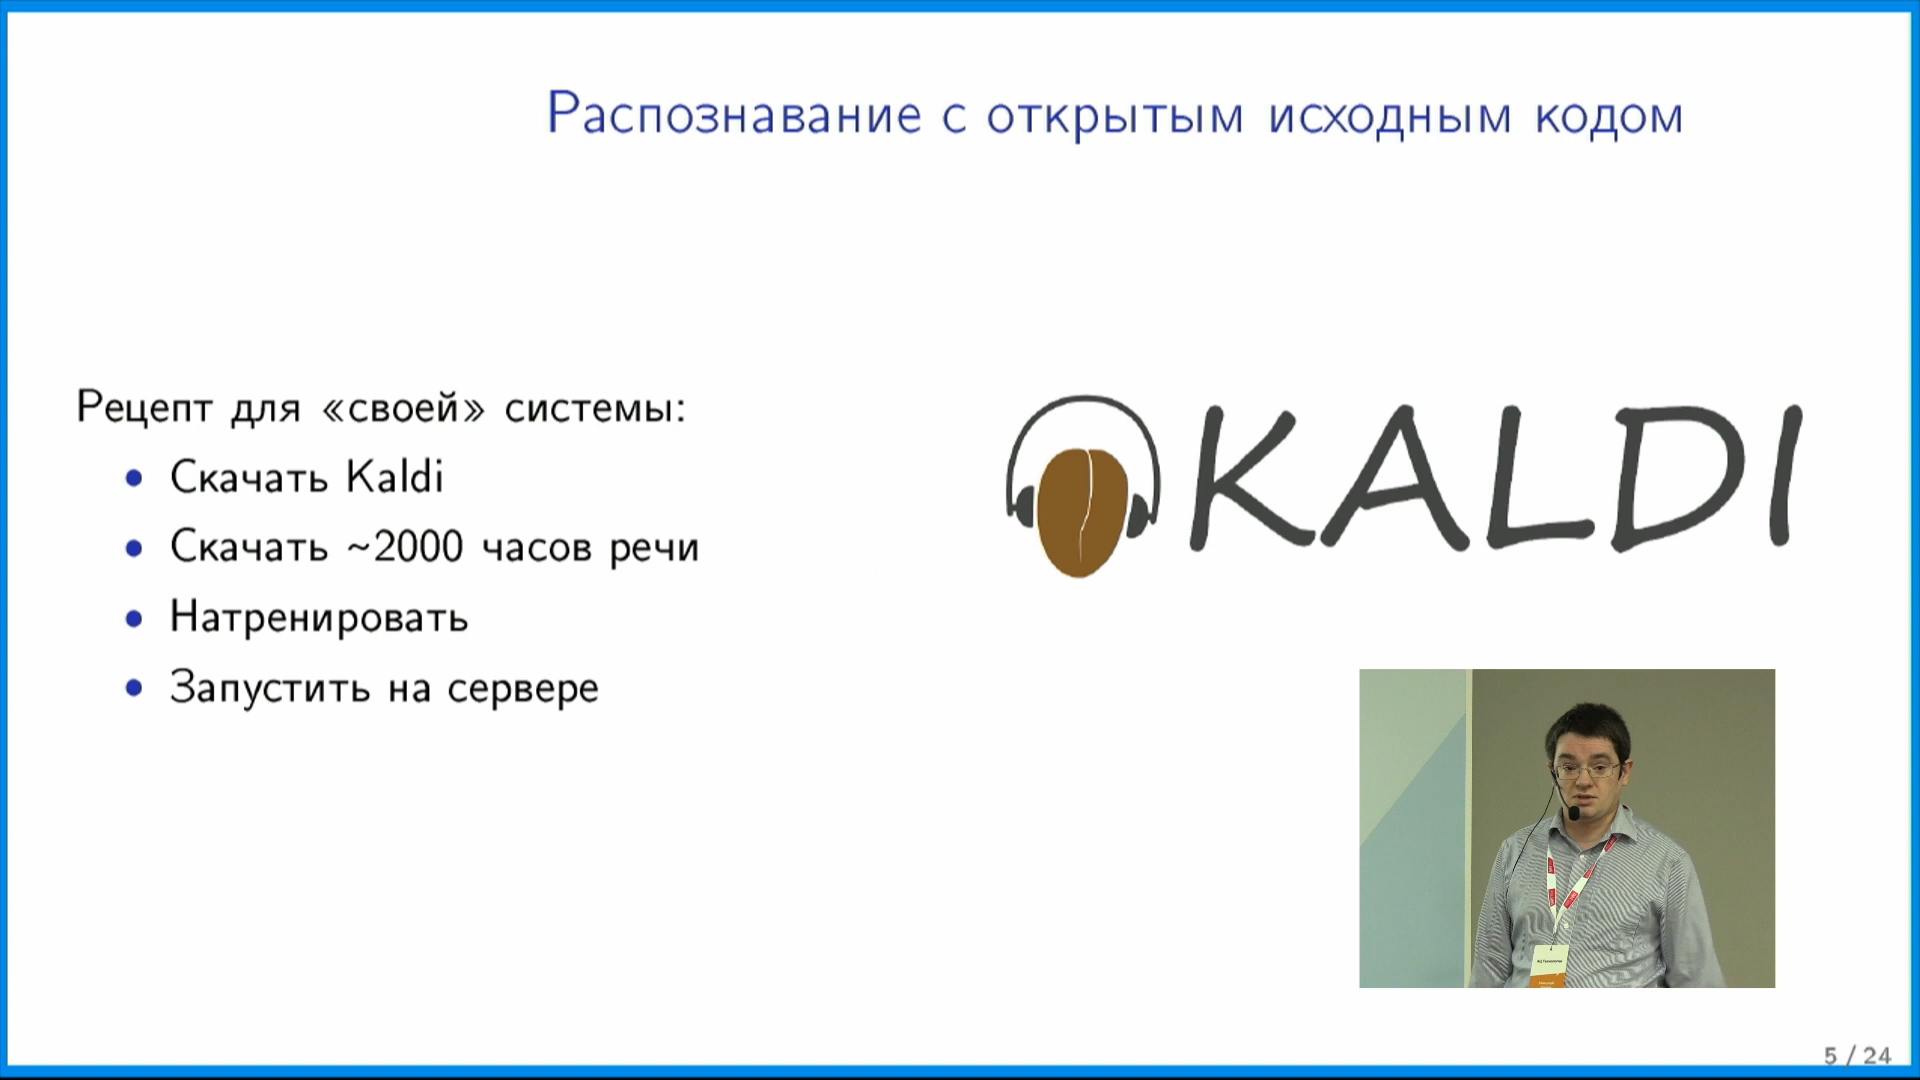 Распознавание с открытым исходным кодом
Рецепт для «своей» системы:
• Скачать Kaldi
• Скачать ~2000 часов речи
• Натренировать
• Запустить на сервере
KALDI
5 / 24